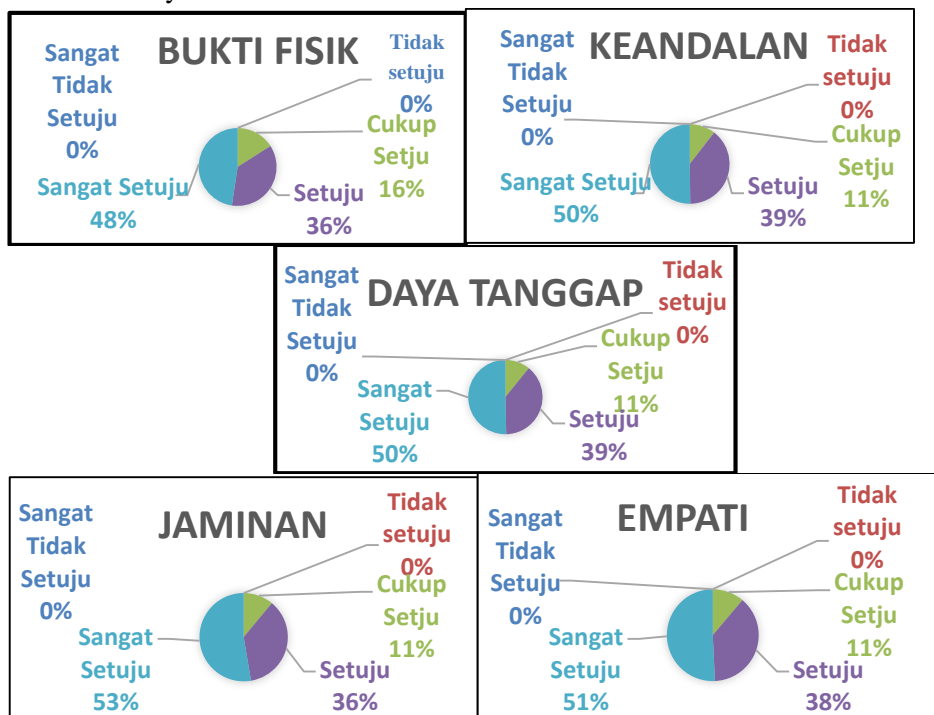 BUKTI FISIK
Sangat
Tidak
Setuju
0%
Tidak
setuju
0%
Cukup
Setju
16%
Setuju
36%
Sangat Setuju
48%
KEANDALAN
Sangat
Tidak
Setuju
0%
Tidak
setuju
0%
Cukup
Setju
11%
Setuju
39%
Sangat Setuju
50%
DAYA TANGGAP
Sangat
Tidak
Setuju
0%
Tidak
setuju
0%
Cukup
Setju
11%
Setuju
39%
Sangat
Setuju
50%
JAMINAN
Sangat
Tidak
Setuju
0%
Tidak
setuju
0%
Cukup
Setju
11%
Setuju
36%
Sangat
Setuju
53%
EMPATI
Sangat
Tidak
Setuju
0%
Tidak
setuju
0%
Cukup
Setju
11%
Setuju
38%
Sangat
Setuju
51%